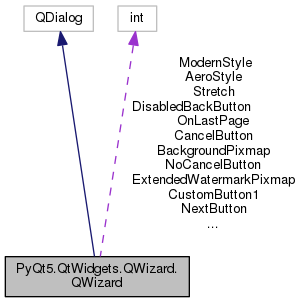 QDialog
int
ModernStyle
AeroStyle
Stretch
DisabledBackButton
OnLastPage
CancelButton
BackgroundPixmap
NoCancelButton
ExtendedWatermarkPixmap
CustomButton1
NextButton
...
PyQt5.QtWidgets.QWizard.
QWizard